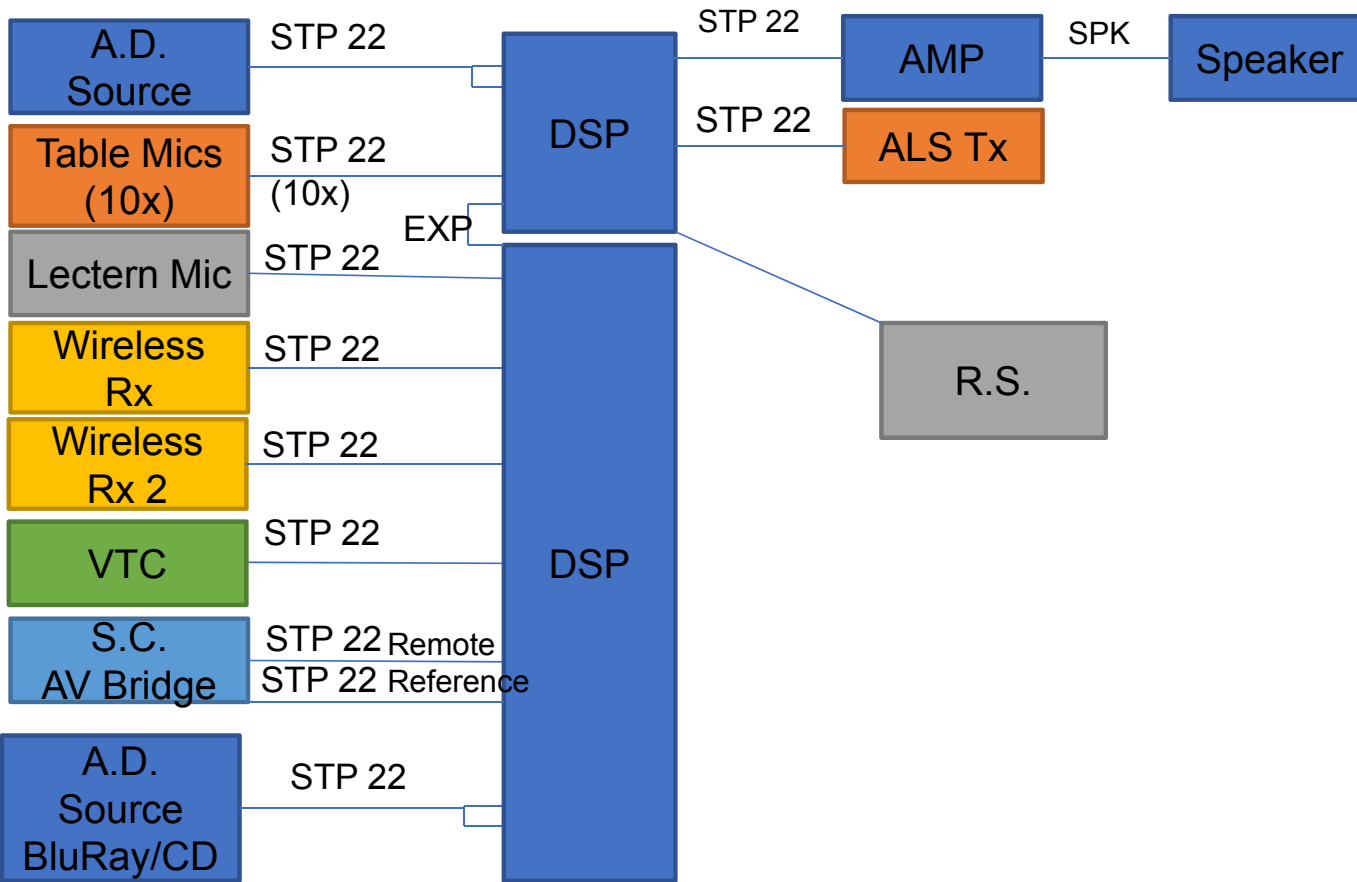 A.D.
Source
STP 22
Table Mics
(10x)
STP 22
(10x)
EXP
Lectern Mic
STP 22
Wireless
Rx
STP 22
Wireless
Rx 2
STP 22
VTC
STP 22
S.C.
AV Bridge
STP 22 Remote
STP 22 Reference
A.D.
Source
BluRay/CD
STP 22
DSP
DSP
STP 22
AMP
SPK
Speaker
STP 22
ALS Tx
R.S.